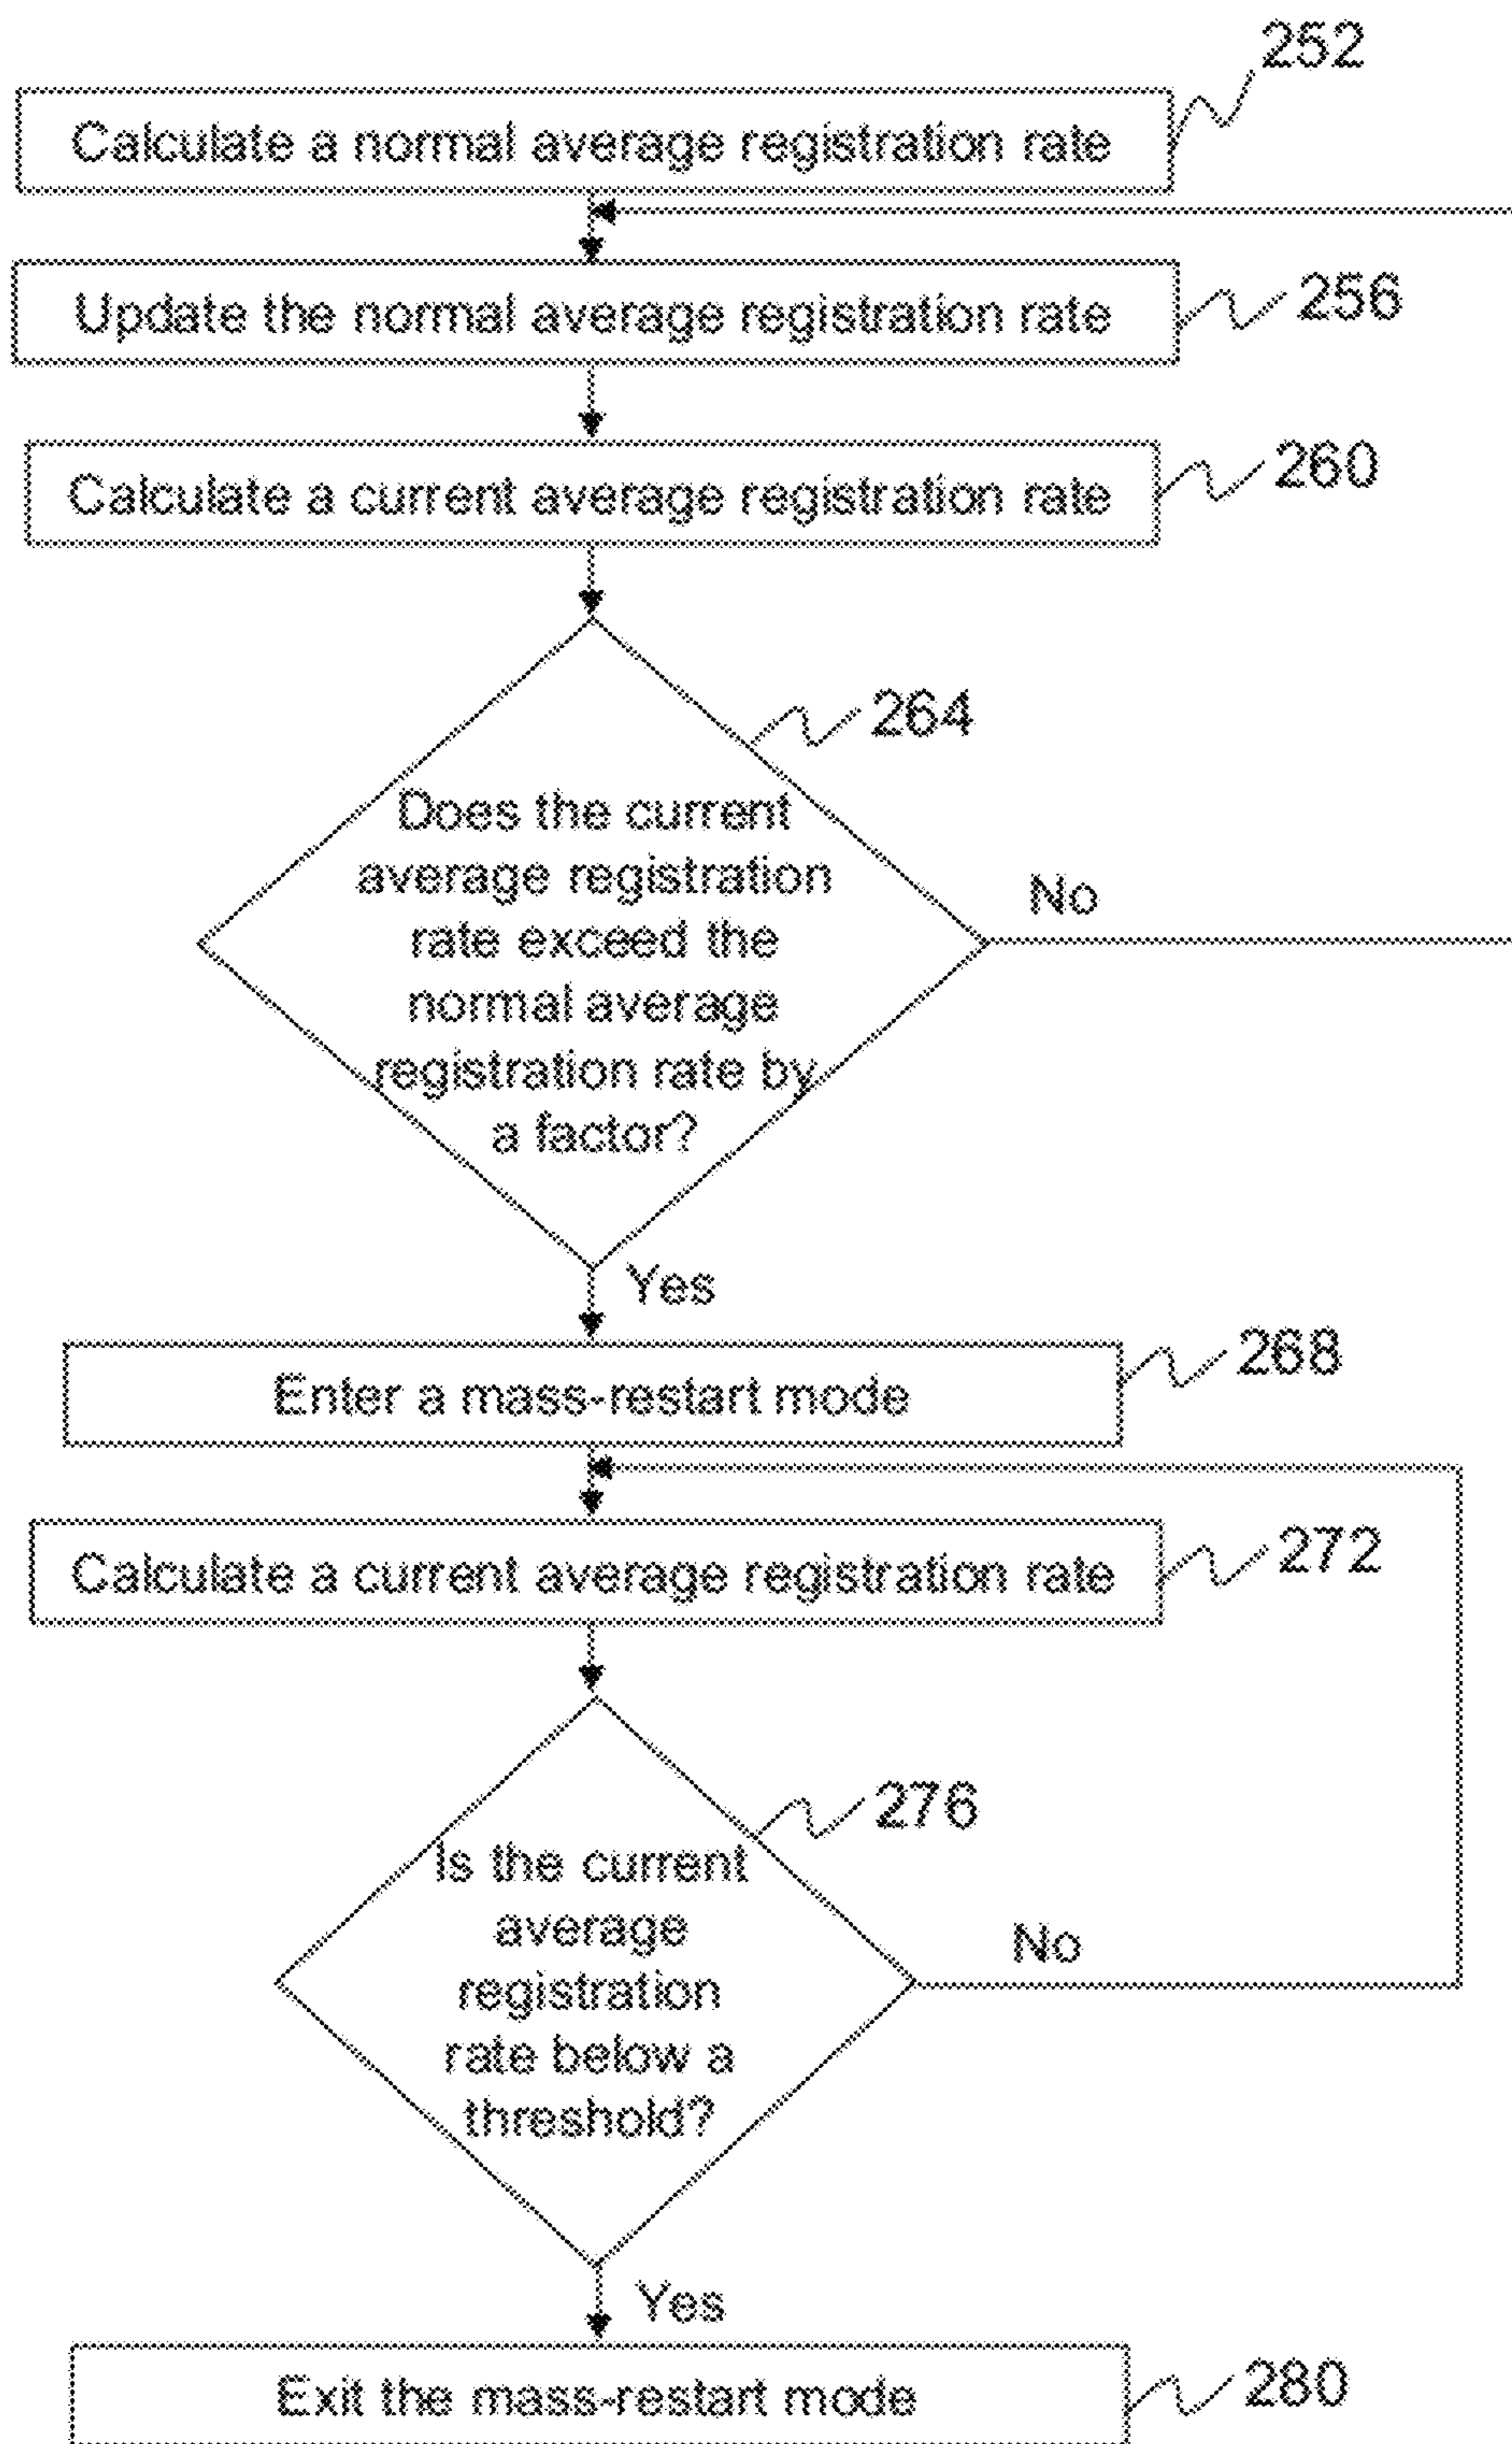 252
Calculate a normal average registration rate
Update the normal average registration rate
256
Calculate a current average registration rate
260
264
Does the current
average registration
rate exceed the
normal average
registration rate by
a factor?
No
Yes
Enter a mass-restart mode
268
Calculate a current average registration rate
272
276
Is the current
average
registration
rate below a
threshold?
No
Yes
Exit the mass-restart mode
280